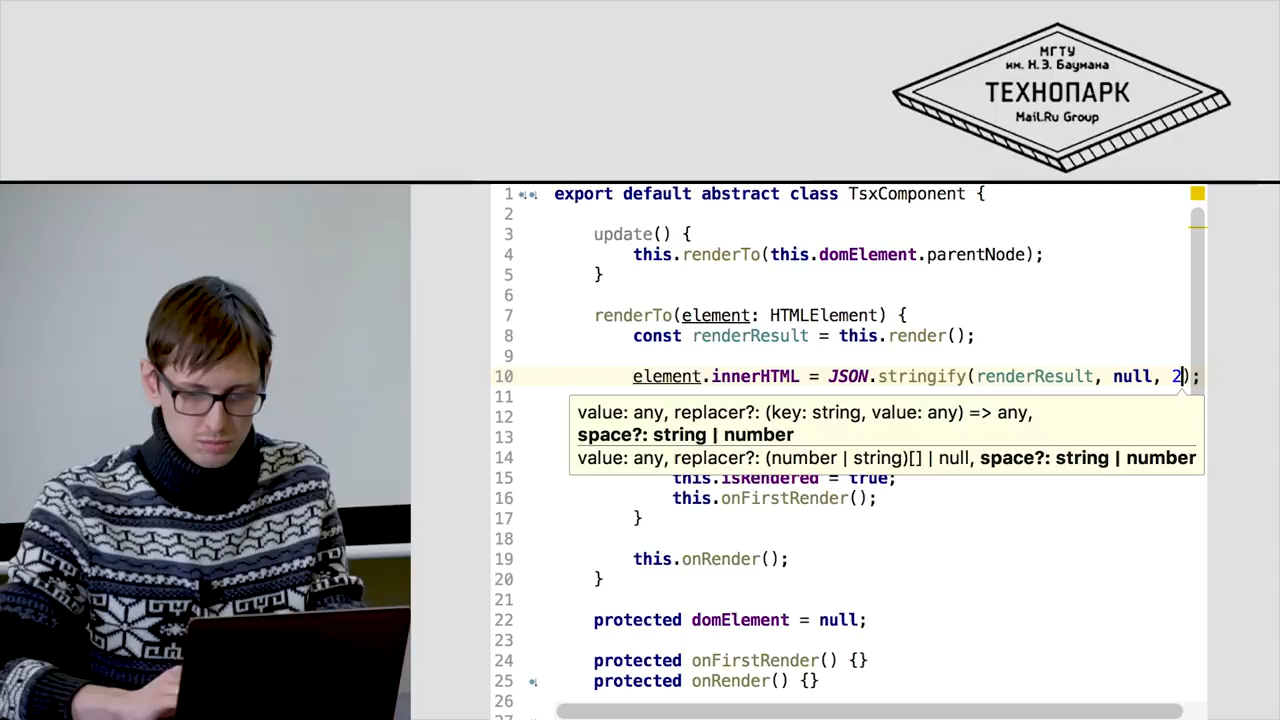 МГТУ
им. Н.Э. Баумана
ТЕХНОПАРК
Mail.Ru Group
1 export default abstract class TsxComponent {
2
3 update() {
4 this.renderTo(this.domElement.parentNode);
5 }
6
7 renderTo(element: HTMLElement) {
8 const renderResult = this.render();
9
10 element.innerHTML = JSON.stringify(renderResult, null, 2);
11
value: any, replacer?: (key: string, value: any) => any,
12
13 space?: string | number
14 value: any, replacer?: (number | string)[] | null, space?: string | number
15 this.isRendered = true;
16 this.onFirstRender();
17 }
18
19 this.onRender();
20 }
21
22 protected domElement = null;
23
24 protected onFirstRender() {}
25 protected onRender() {}
26
27